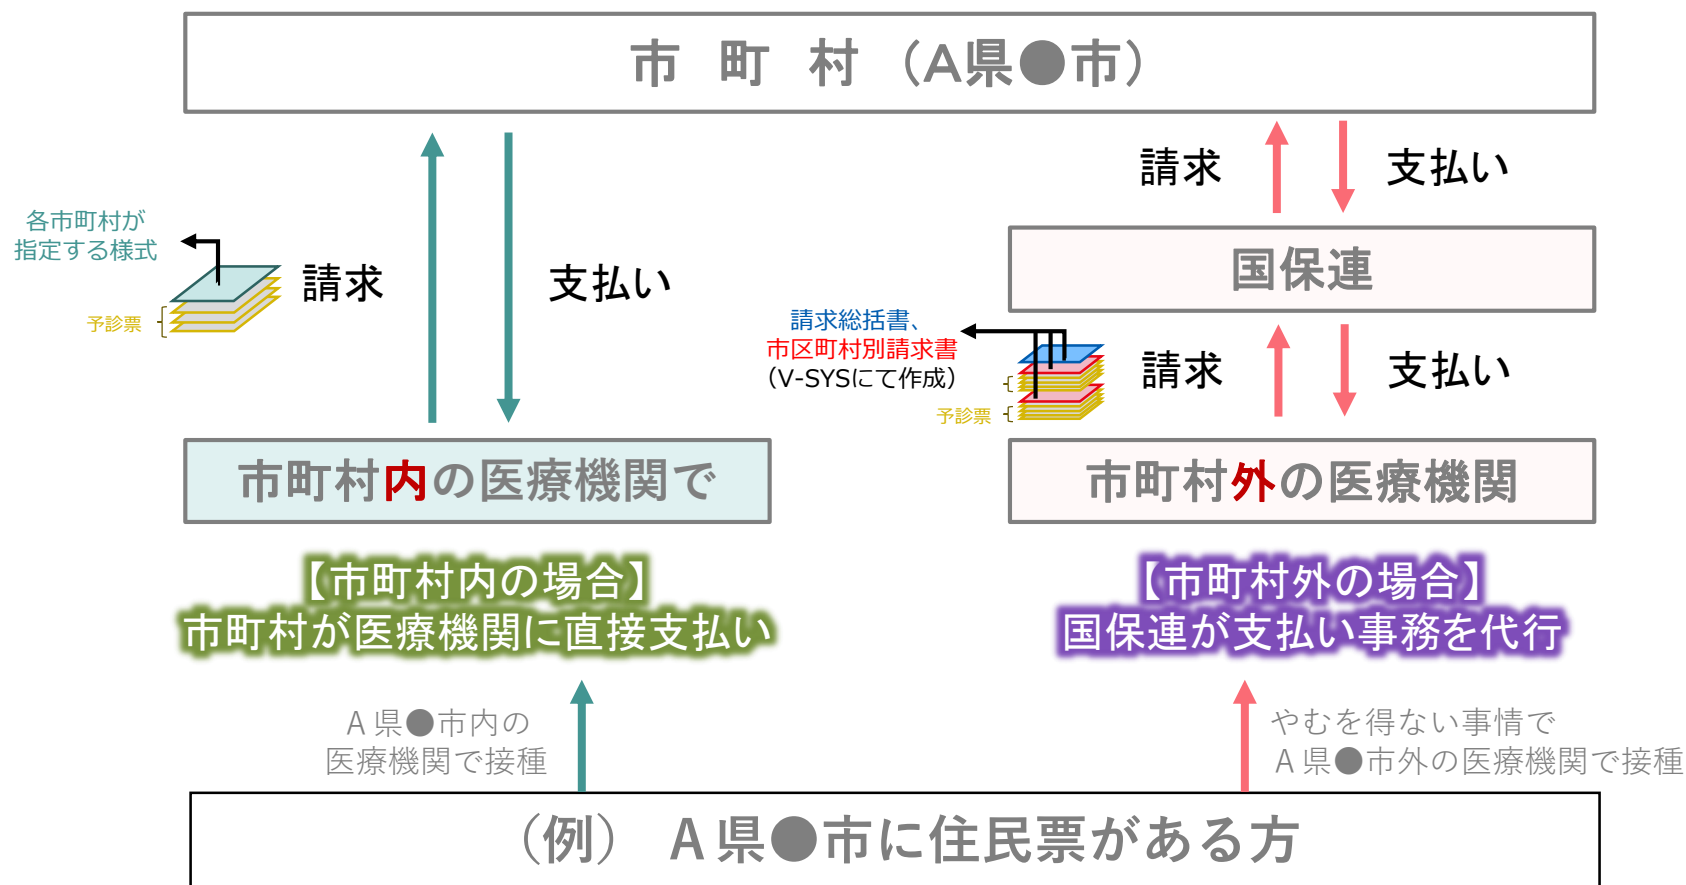 市 町 村 （A県●市）
請求
支払い
各市町村が
指定する様式
予診票
請求
支払い
国保連
請求総括書、
市区町村別請求書
（V-SYSにて作成）
予診票
請求
支払い
市町村内の医療機関で
市町村外の医療機関
【市町村内の場合】
市町村が医療機関に直接支払い
【市町村外の場合】
国保連が支払い事務を代行
A県●市内の
医療機関で接種
やむを得ない事情で
A県●市外の医療機関で接種
（例） A県●市に住民票がある方